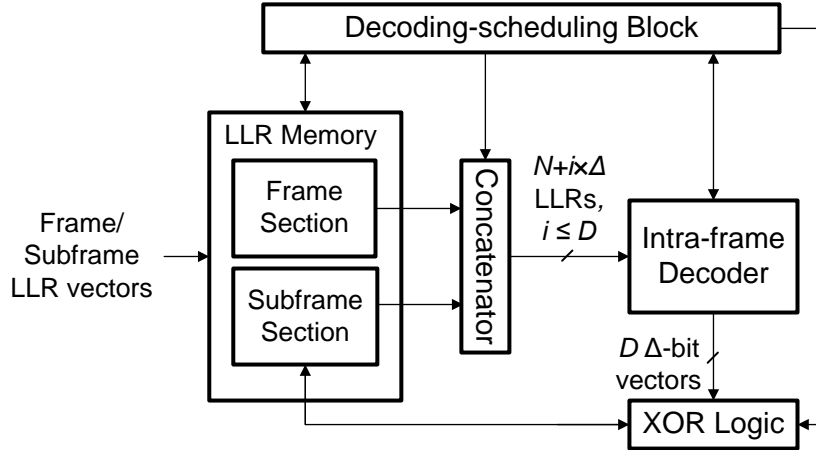 Decoding-scheduling Block
LLR Memory
Frame
Section
Subframe
Section
Frame/
Subframe
LLR vectors
Concatenator
N+i×Δ
LLRs,
i ≤ D
Intra-frame
Decoder
D Δ-bit
vectors
XOR Logic